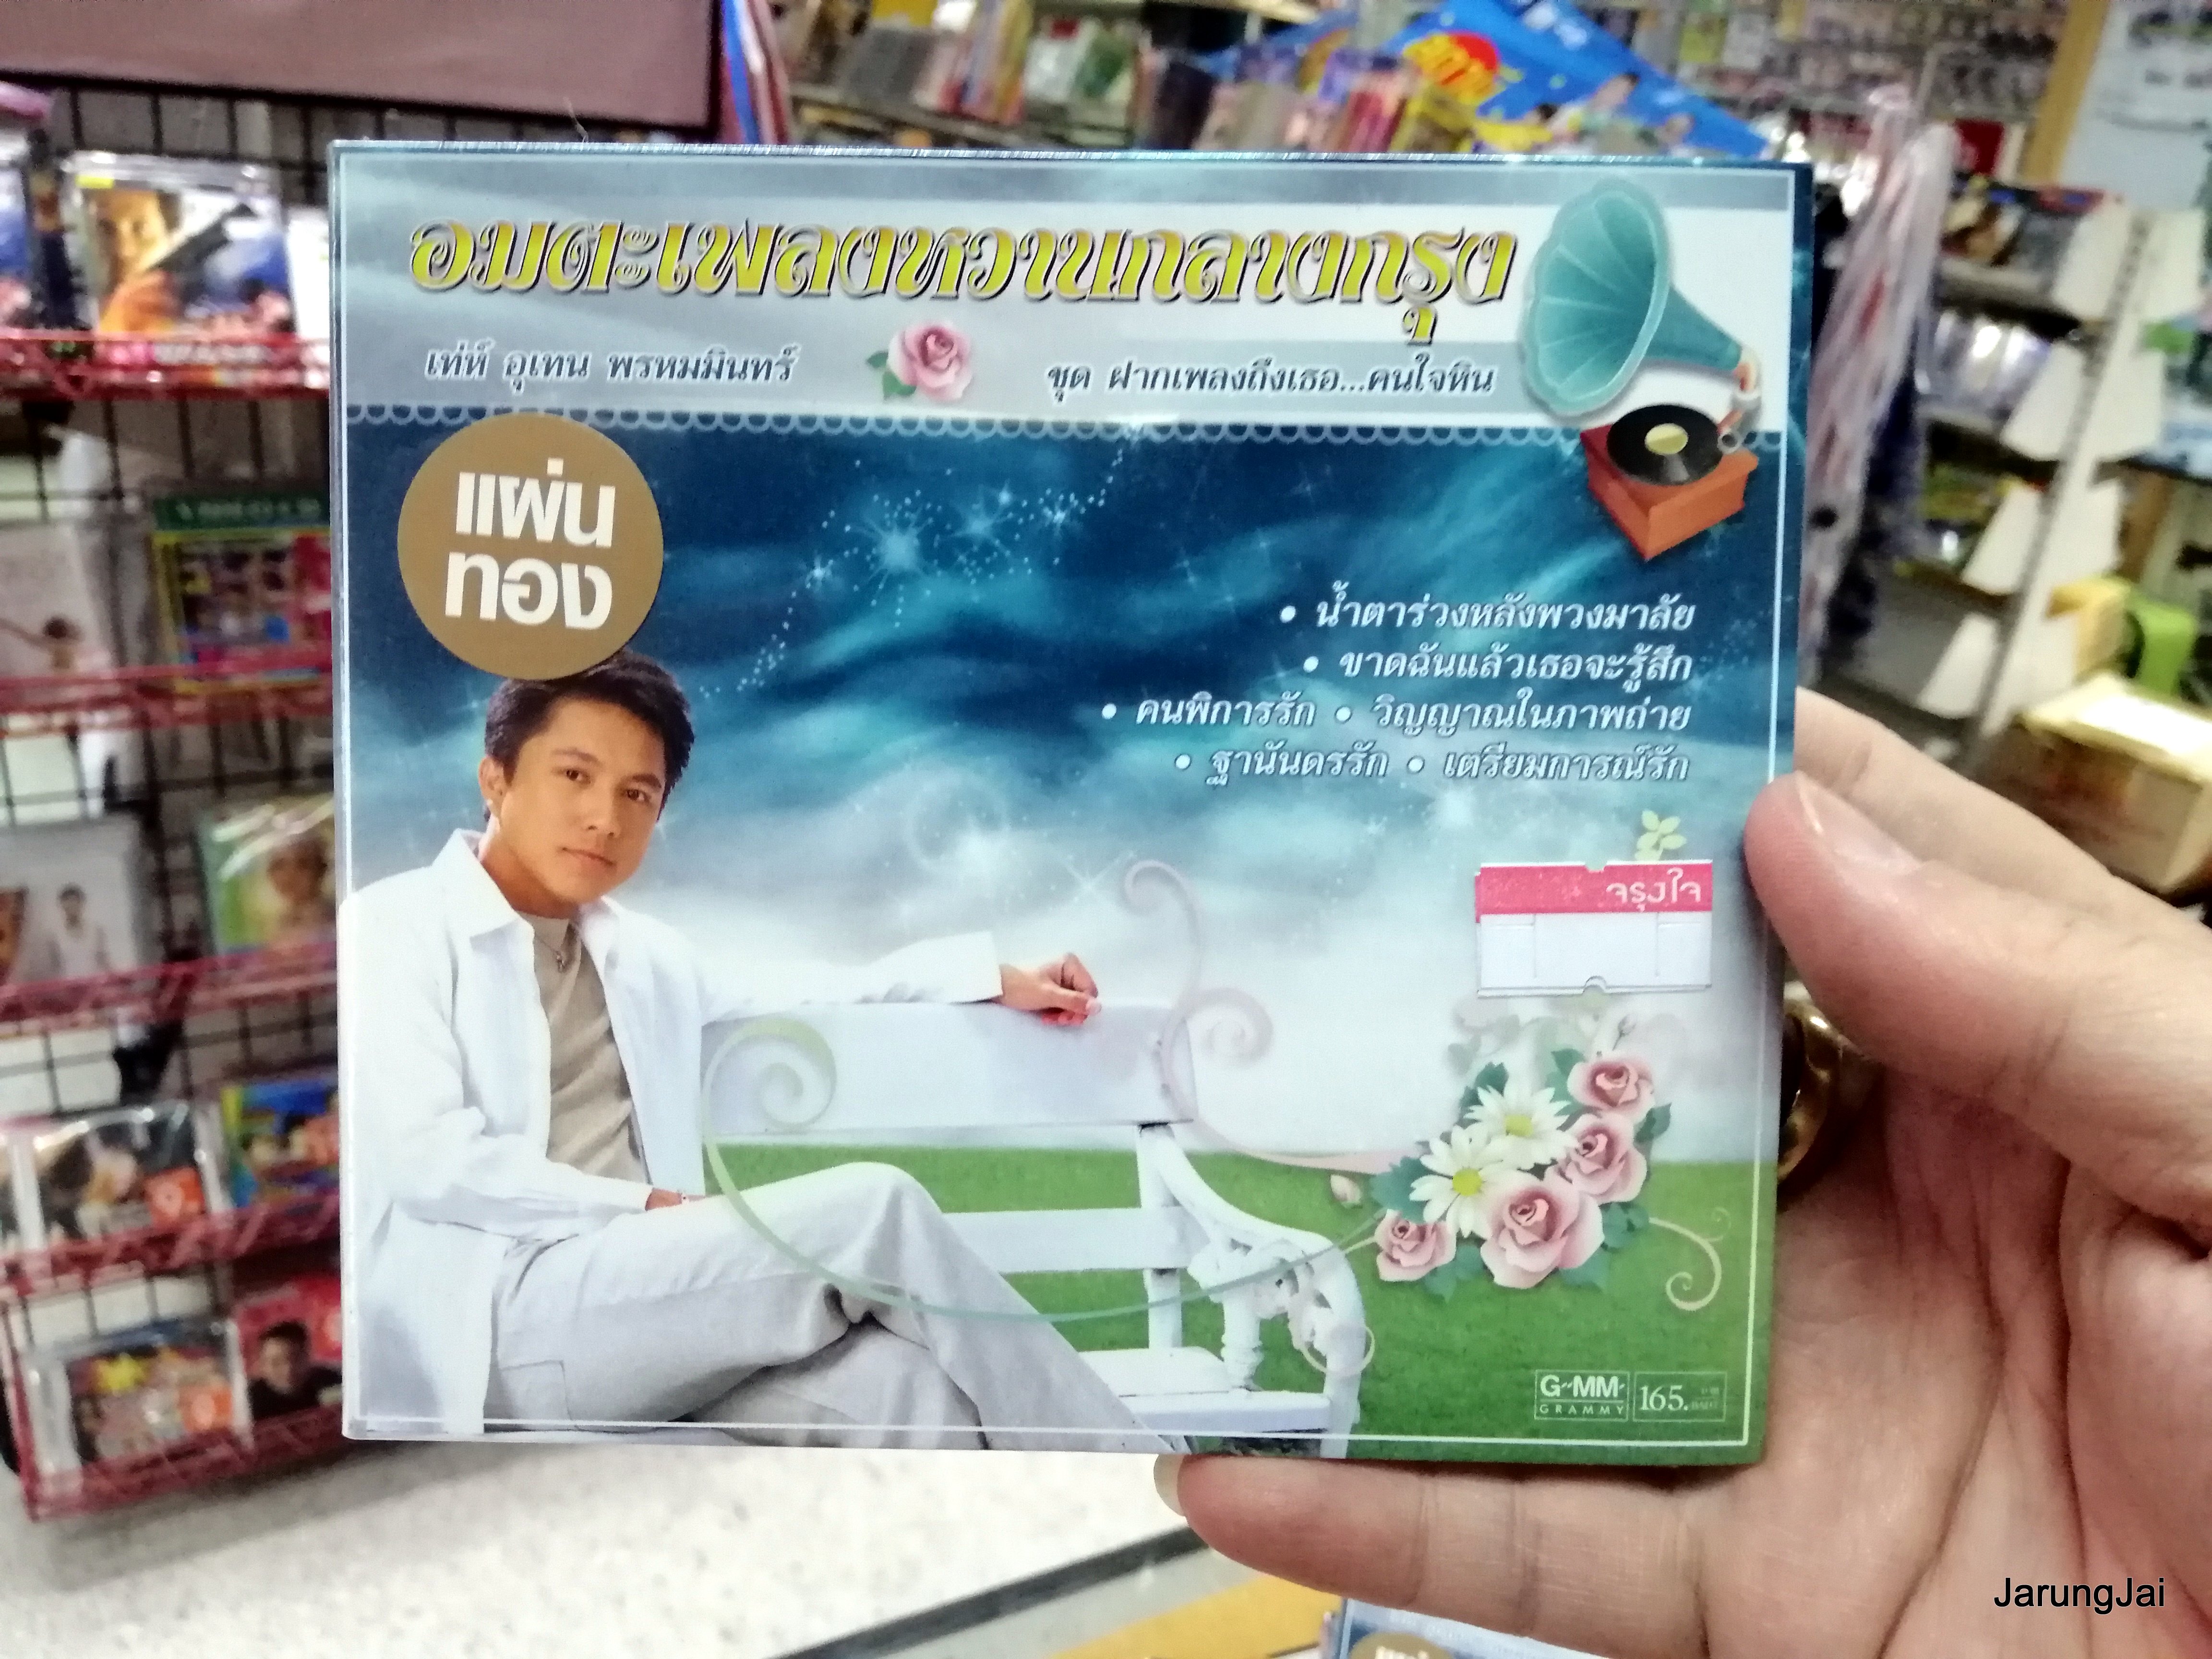 อมตะเพลงหวานกลางกรุง
เท่ห์ อุเทน พรหมมินทร์
ชุด ฝากเพลงถึงเธอ...คนใจหิน
แผ่น
ทอง
• น้ำตาร่วงหลังพวงมาลัย
• ขาดฉันแล้วเธอจะรู้สึก
• คนพิการรัก • วิญญาณในภาพถ่าย
• ฐานันดรรัก • เตรียมการณ์รัก
จรุงใจ
G-MM'
GRAMMY
165.
JarungJai